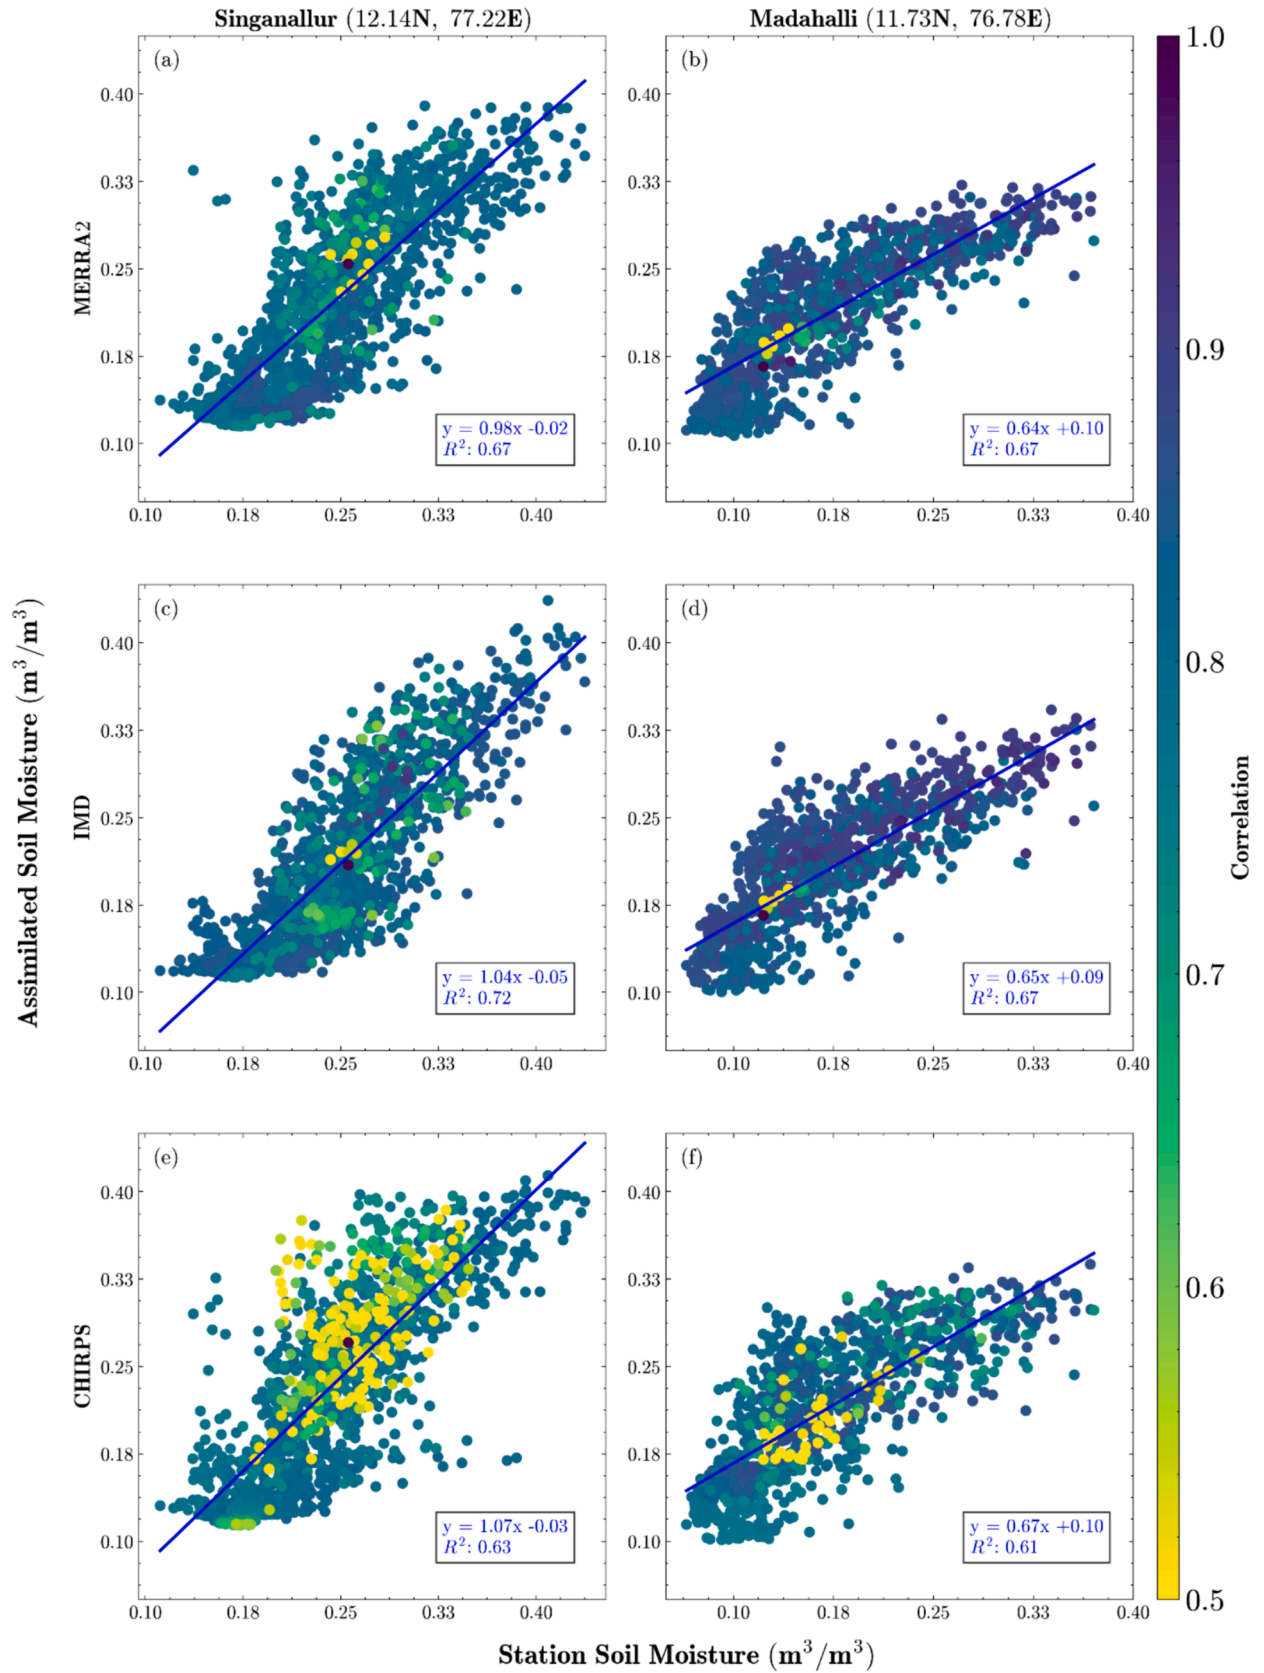 Singanallur (12.14N, 77.22E)
Madahalli (11.73N, 76.78E)
(a)
0.40
0.33
0.25
0.18
0.10
MERRA2
y = 0.98x -0.02
R²: 0.67
0.10 0.18 0.25 0.33 0.40
(b)
0.40
0.33
0.25
0.18
0.10
y = 0.64x +0.10
R²: 0.67
0.10 0.18 0.25 0.33 0.40
(c)
0.40
0.33
0.25
0.18
0.10
IMD
y = 1.04x -0.05
R²: 0.72
0.10 0.18 0.25 0.33 0.40
(d)
0.40
0.33
0.25
0.18
0.10
y = 0.65x +0.09
R²: 0.67
0.10 0.18 0.25 0.33 0.40
(e)
0.40
0.33
0.25
0.18
0.10
CHIRPS
y = 1.07x -0.03
R²: 0.63
0.10 0.18 0.25 0.33 0.40
(f)
0.40
0.33
0.25
0.18
0.10
y = 0.67x +0.10
R²: 0.61
0.10 0.18 0.25 0.33 0.40
Assimilated Soil Moisture (m³/m³)
Station Soil Moisture (m³/m³)
1.0
0.9
0.8
0.7
0.6
0.5
Correlation